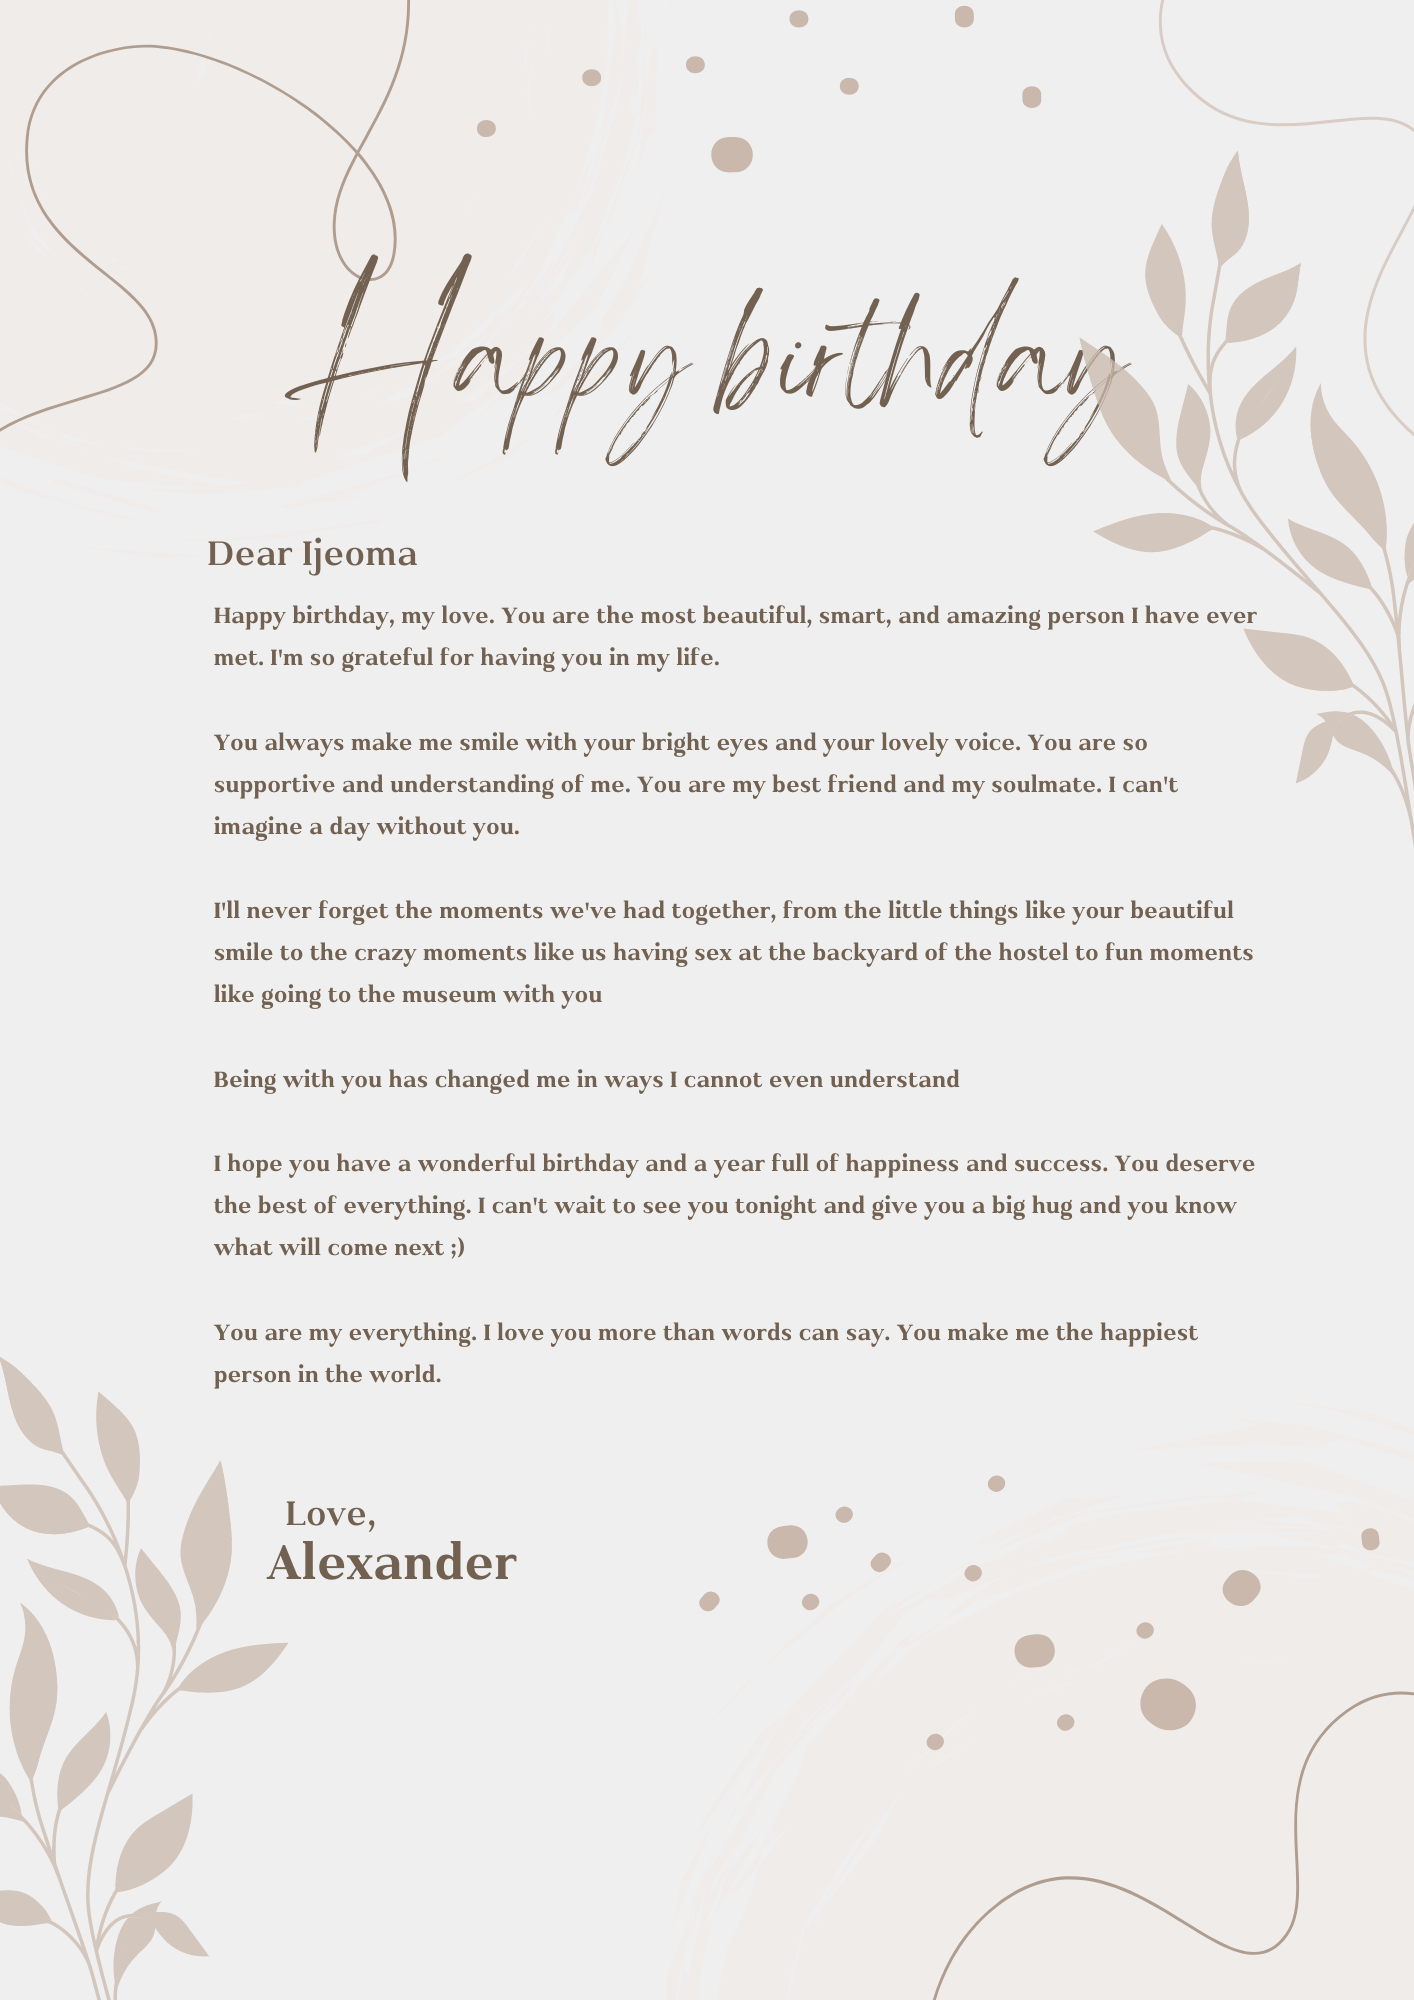 Happy birthday
Dear Ijeoma
Happy birthday, my love. You are the most beautiful, smart, and amazing person I have ever
met. I'm so grateful for having you in my life.
You always make me smile with your bright eyes and your lovely voice. You are so
supportive and understanding of me. You are my best friend and my soulmate. I can't
imagine a day without you.
I'll never forget the moments we've had together, from the little things like your beautiful
smile to the crazy moments like us having sex at the backyard of the hostel to fun moments
like going to the museum with you
Being with you has changed me in ways I cannot even understand
I hope you have a wonderful birthday and a year full of happiness and success. You deserve
the best of everything. I can't wait to see you tonight and give you a big hug and you know
what will come next ;)
You are my everything. I love you more than words can say. You make me the happiest
person in the world.
Love,
Alexander